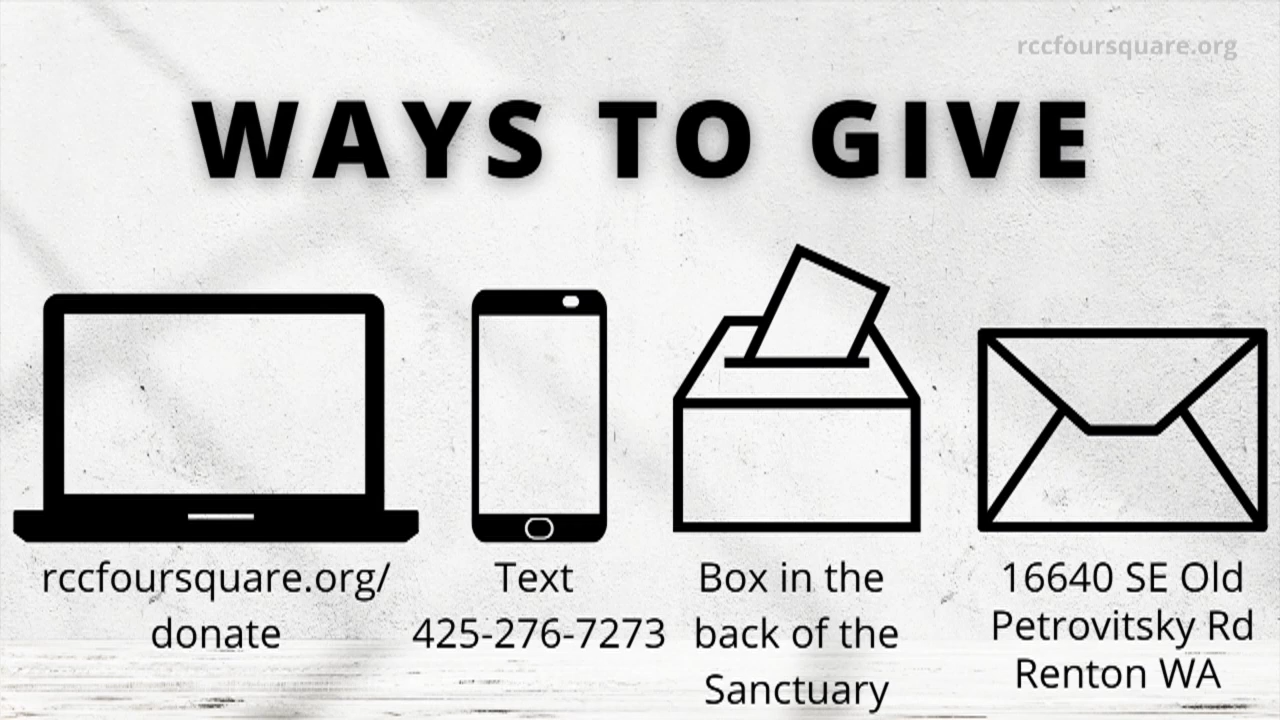 rccfoursquare.org
WAYS TO GIVE
rccfoursquare.org/
donate
Text
425-276-7273
Box in the
back of the
Sanctuary
16640 SE Old
Petrovitsky Rd
Renton WA